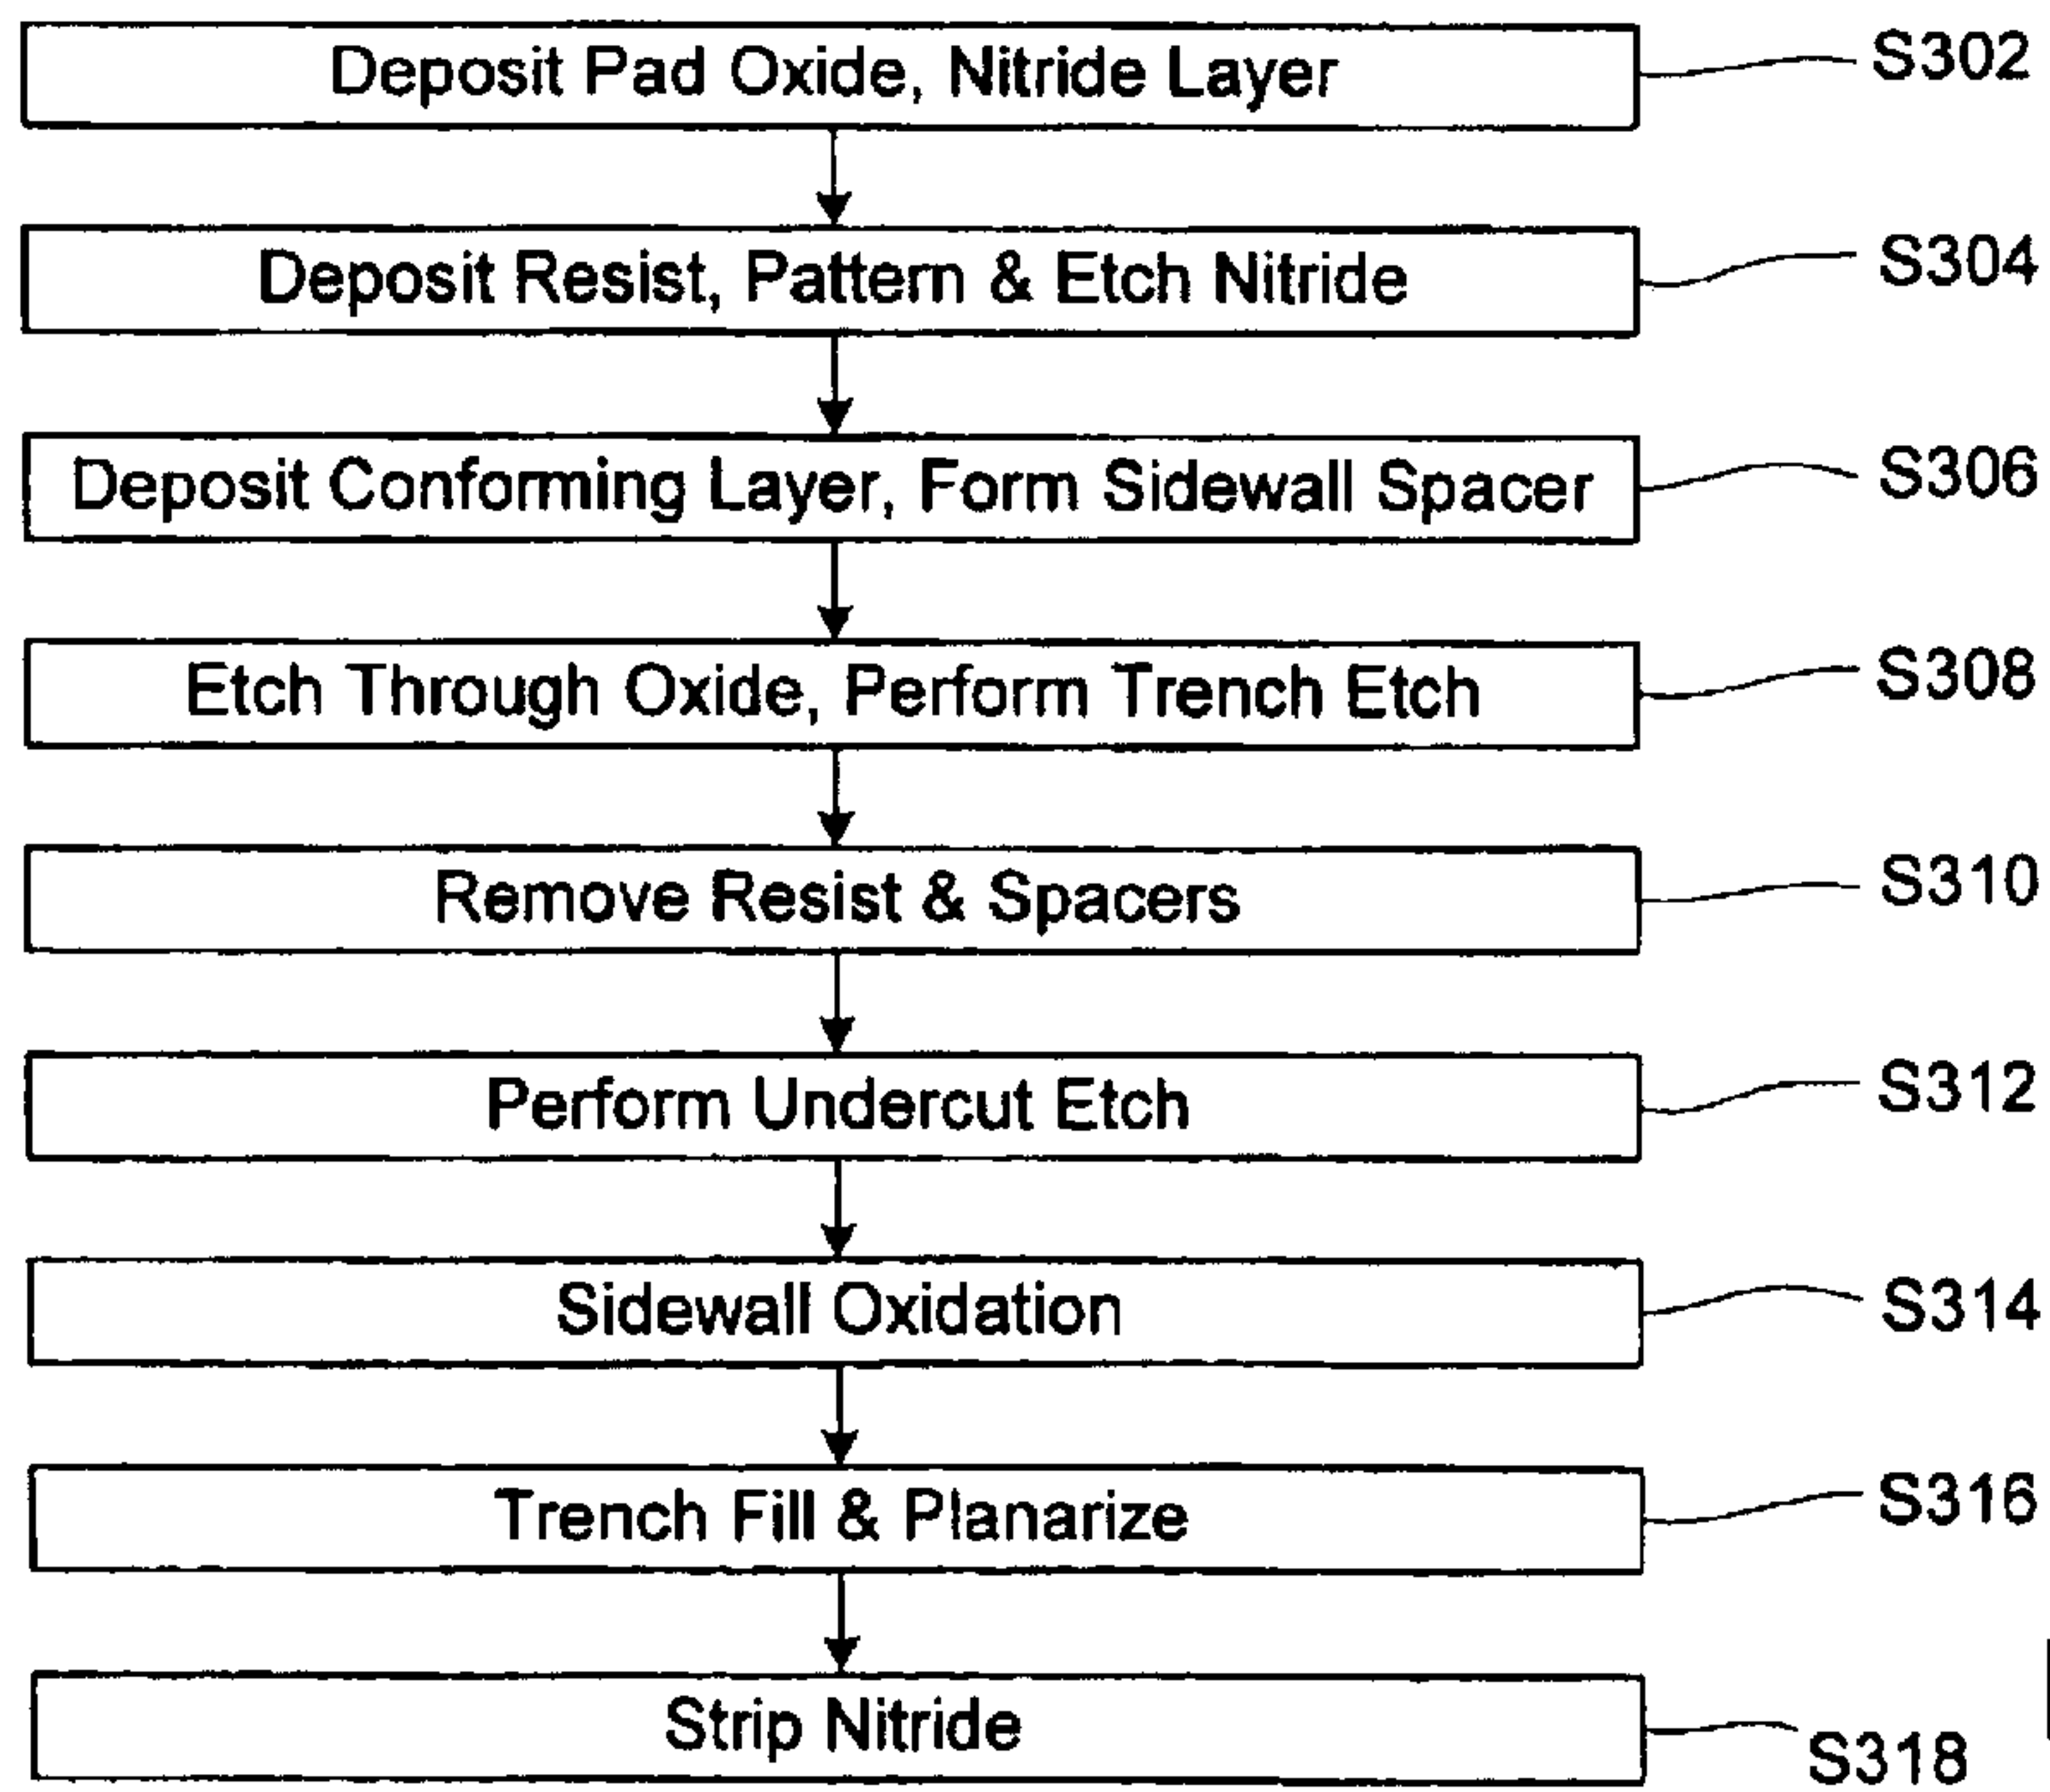 Deposit Pad Oxide, Nitride Layer S302
Deposit Resist, Pattern & Etch Nitride S304
Deposit Conforming Layer, Form Sidewall Spacer S306
Etch Through Oxide, Perform Trench Etch S308
Remove Resist & Spacers S310
Perform Undercut Etch S312
Sidewall Oxidation S314
Trench Fill & Planarize S316
Strip Nitride S318